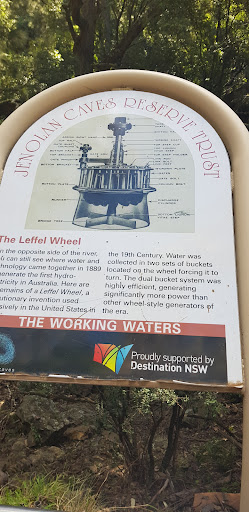 JENOLAN CAVES RESERVE TRUST
The Leffel Wheel
on the opposite side of the river,
can still see where water and
technology came together in 1889
generate the first hydro-
tricity in Australia. Here are
remains of a Leffel Wheel, a
utionary invention used
sively in the United States in
the 19th Century. Water was
collected in two sets of buckets
located on the wheel forcing it to
turn. The dual bucket system was
highly efficient, generating
significantly more power than
other wheel-style generators of
the era.
THE WORKING WATERS
Proudly supported by
Destination NSW